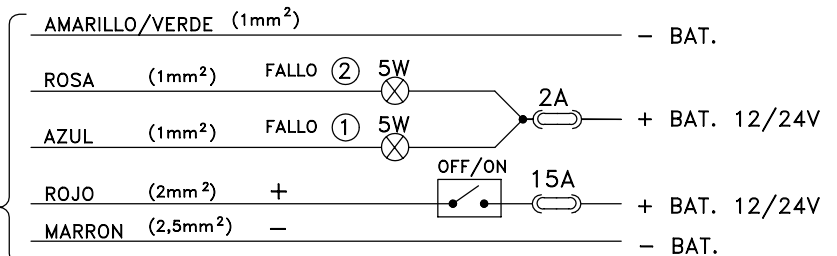 AMARILLO/VERDE (1mm²) − BAT.
ROSA (1mm²) FALLO ② 5W
2A + BAT. 12/24V
AZUL (1mm²) FALLO ① 5W
OFF/ON
ROJO (2mm²) + 15A + BAT. 12/24V
MARRON (2,5mm²) − − BAT.